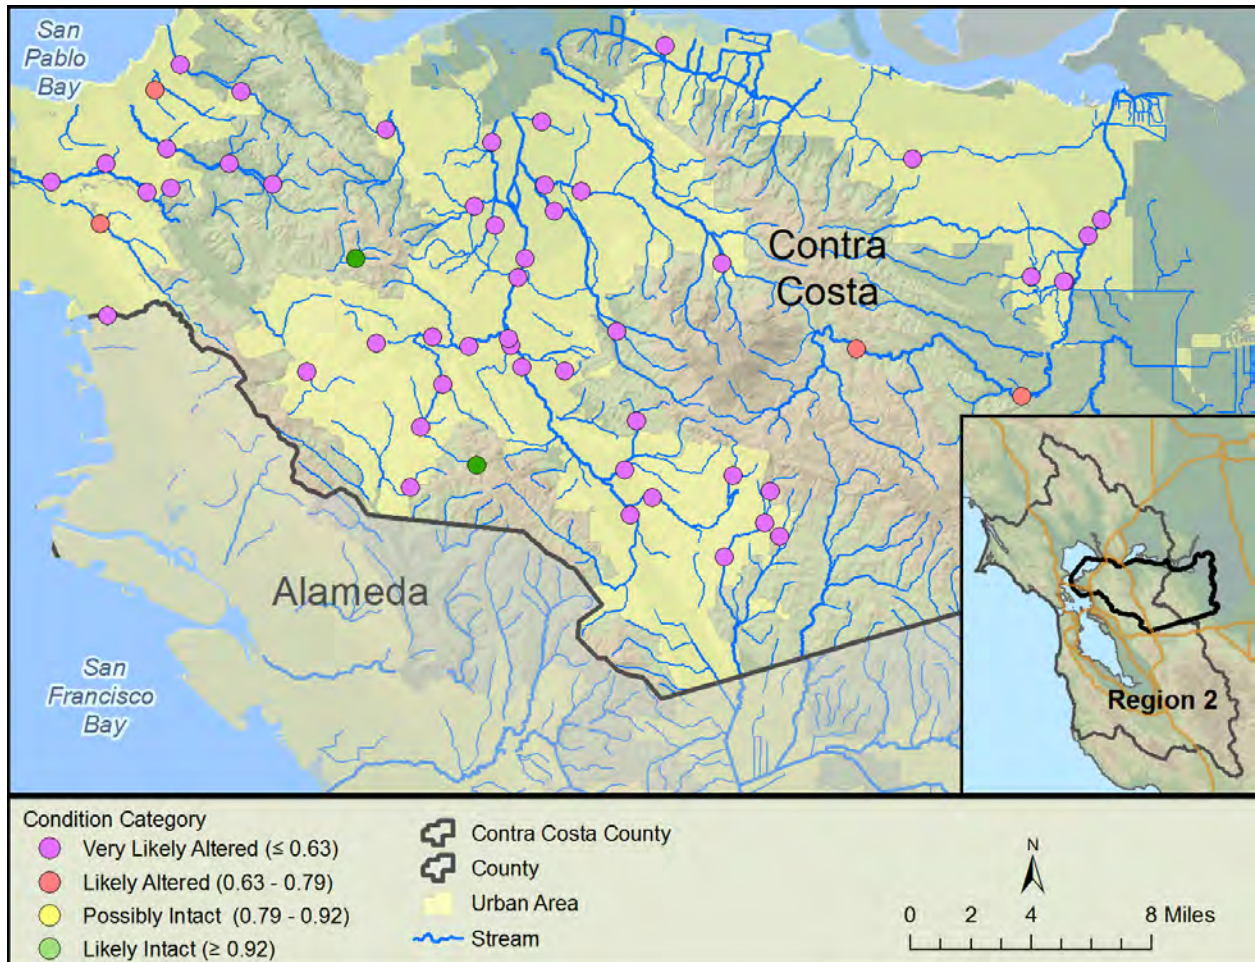 San
Pablo
Bay
Contra
Costa
Alameda
San
Francisco
Bay
Region 2
Condition Category
Very Likely Altered (≤ 0.63)
Likely Altered (0.63 - 0.79)
Possibly Intact (0.79 - 0.92)
Likely Intact (≥ 0.92)
Contra Costa County
County
Urban Area
Stream
N
0 2 4 8 Miles